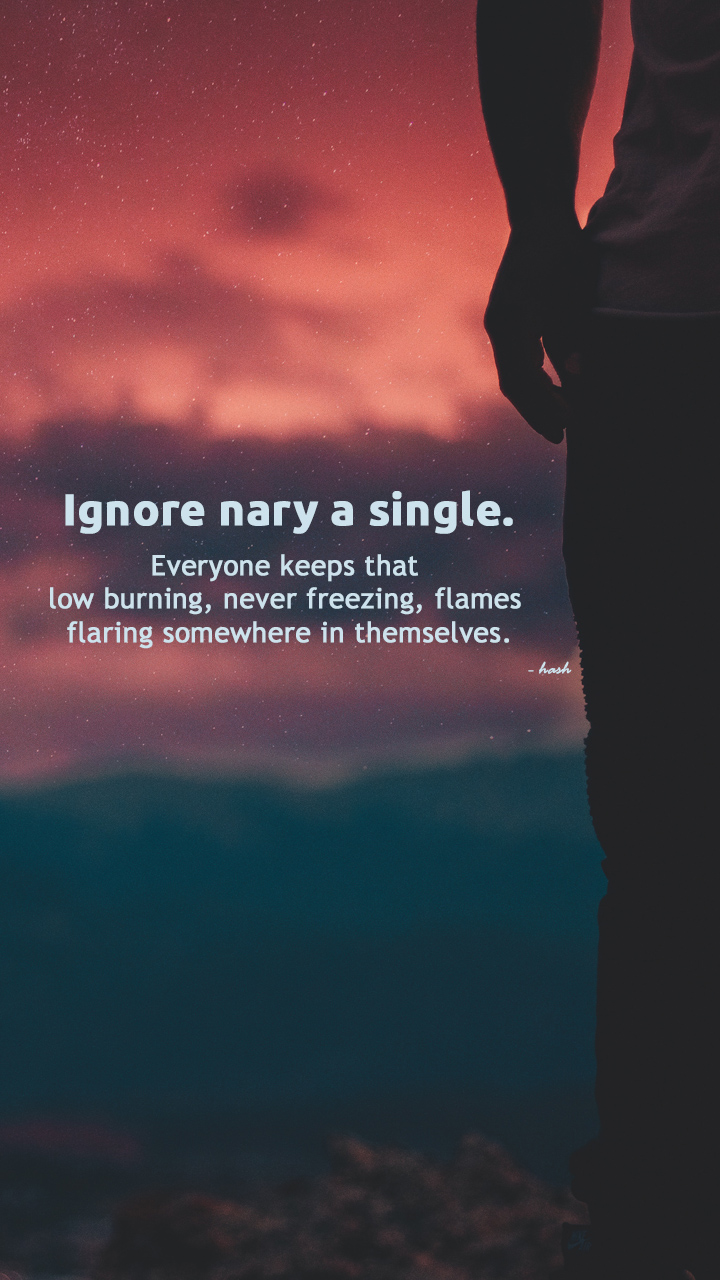 Ignore nary a single.
Everyone keeps that
low burning, never freezing, flames
flaring somewhere in themselves.
- hash